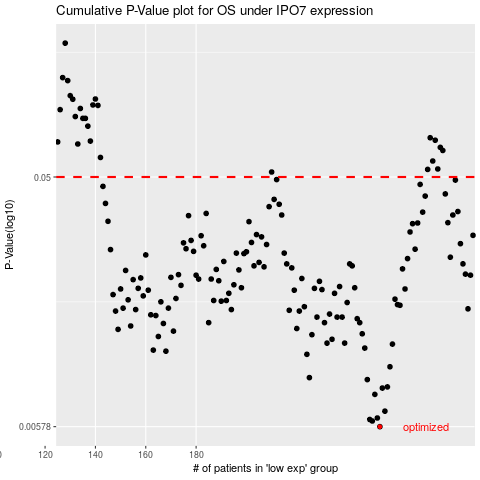 Cumulative P-Value plot for OS under IPO7 expression
P-Value(log10)
0.05
0.00578
optimized
0 120 140 160 180
# of patients in 'low exp' group